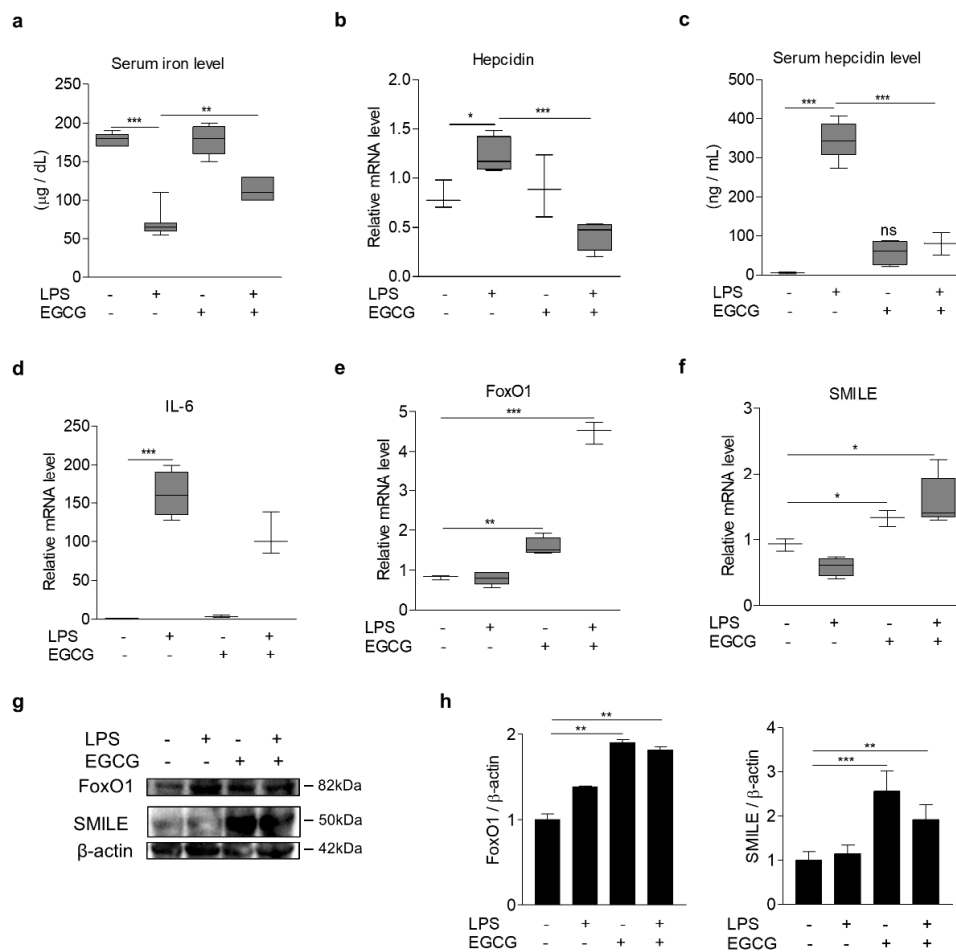 a
Serum iron level
(μg / dL)
250
200
150
100
50
0
***
**
LPS - + - +
EGCG - - + +
b
Hepcidin
Relative mRNA level
2.0
1.5
1.0
0.5
0.0
*
***
LPS - + - +
EGCG - - + +
c
Serum hepcidin level
(ng / mL)
500
400
300
200
100
0
***
***
ns
LPS - + - +
EGCG - - + +
d
IL-6
Relative mRNA level
250
200
150
100
50
0
***
LPS - + - +
EGCG - - + +
e
FoxO1
Relative mRNA level
5
4
3
2
1
0
***
**
LPS - + - +
EGCG - - + +
f
SMILE
Relative mRNA level
3
2
1
0
*
*
LPS - + - +
EGCG - - + +
g
LPS - + - +
EGCG - - + +
FoxO1 – 82kDa
SMILE – 50kDa
β-actin – 42kDa
h
FoxO1 / β-actin
2
1
0
**
**
LPS - + - +
EGCG - - + +
SMILE / β-actin
4
3
2
1
0
**
***
LPS - + - +
EGCG - - + +